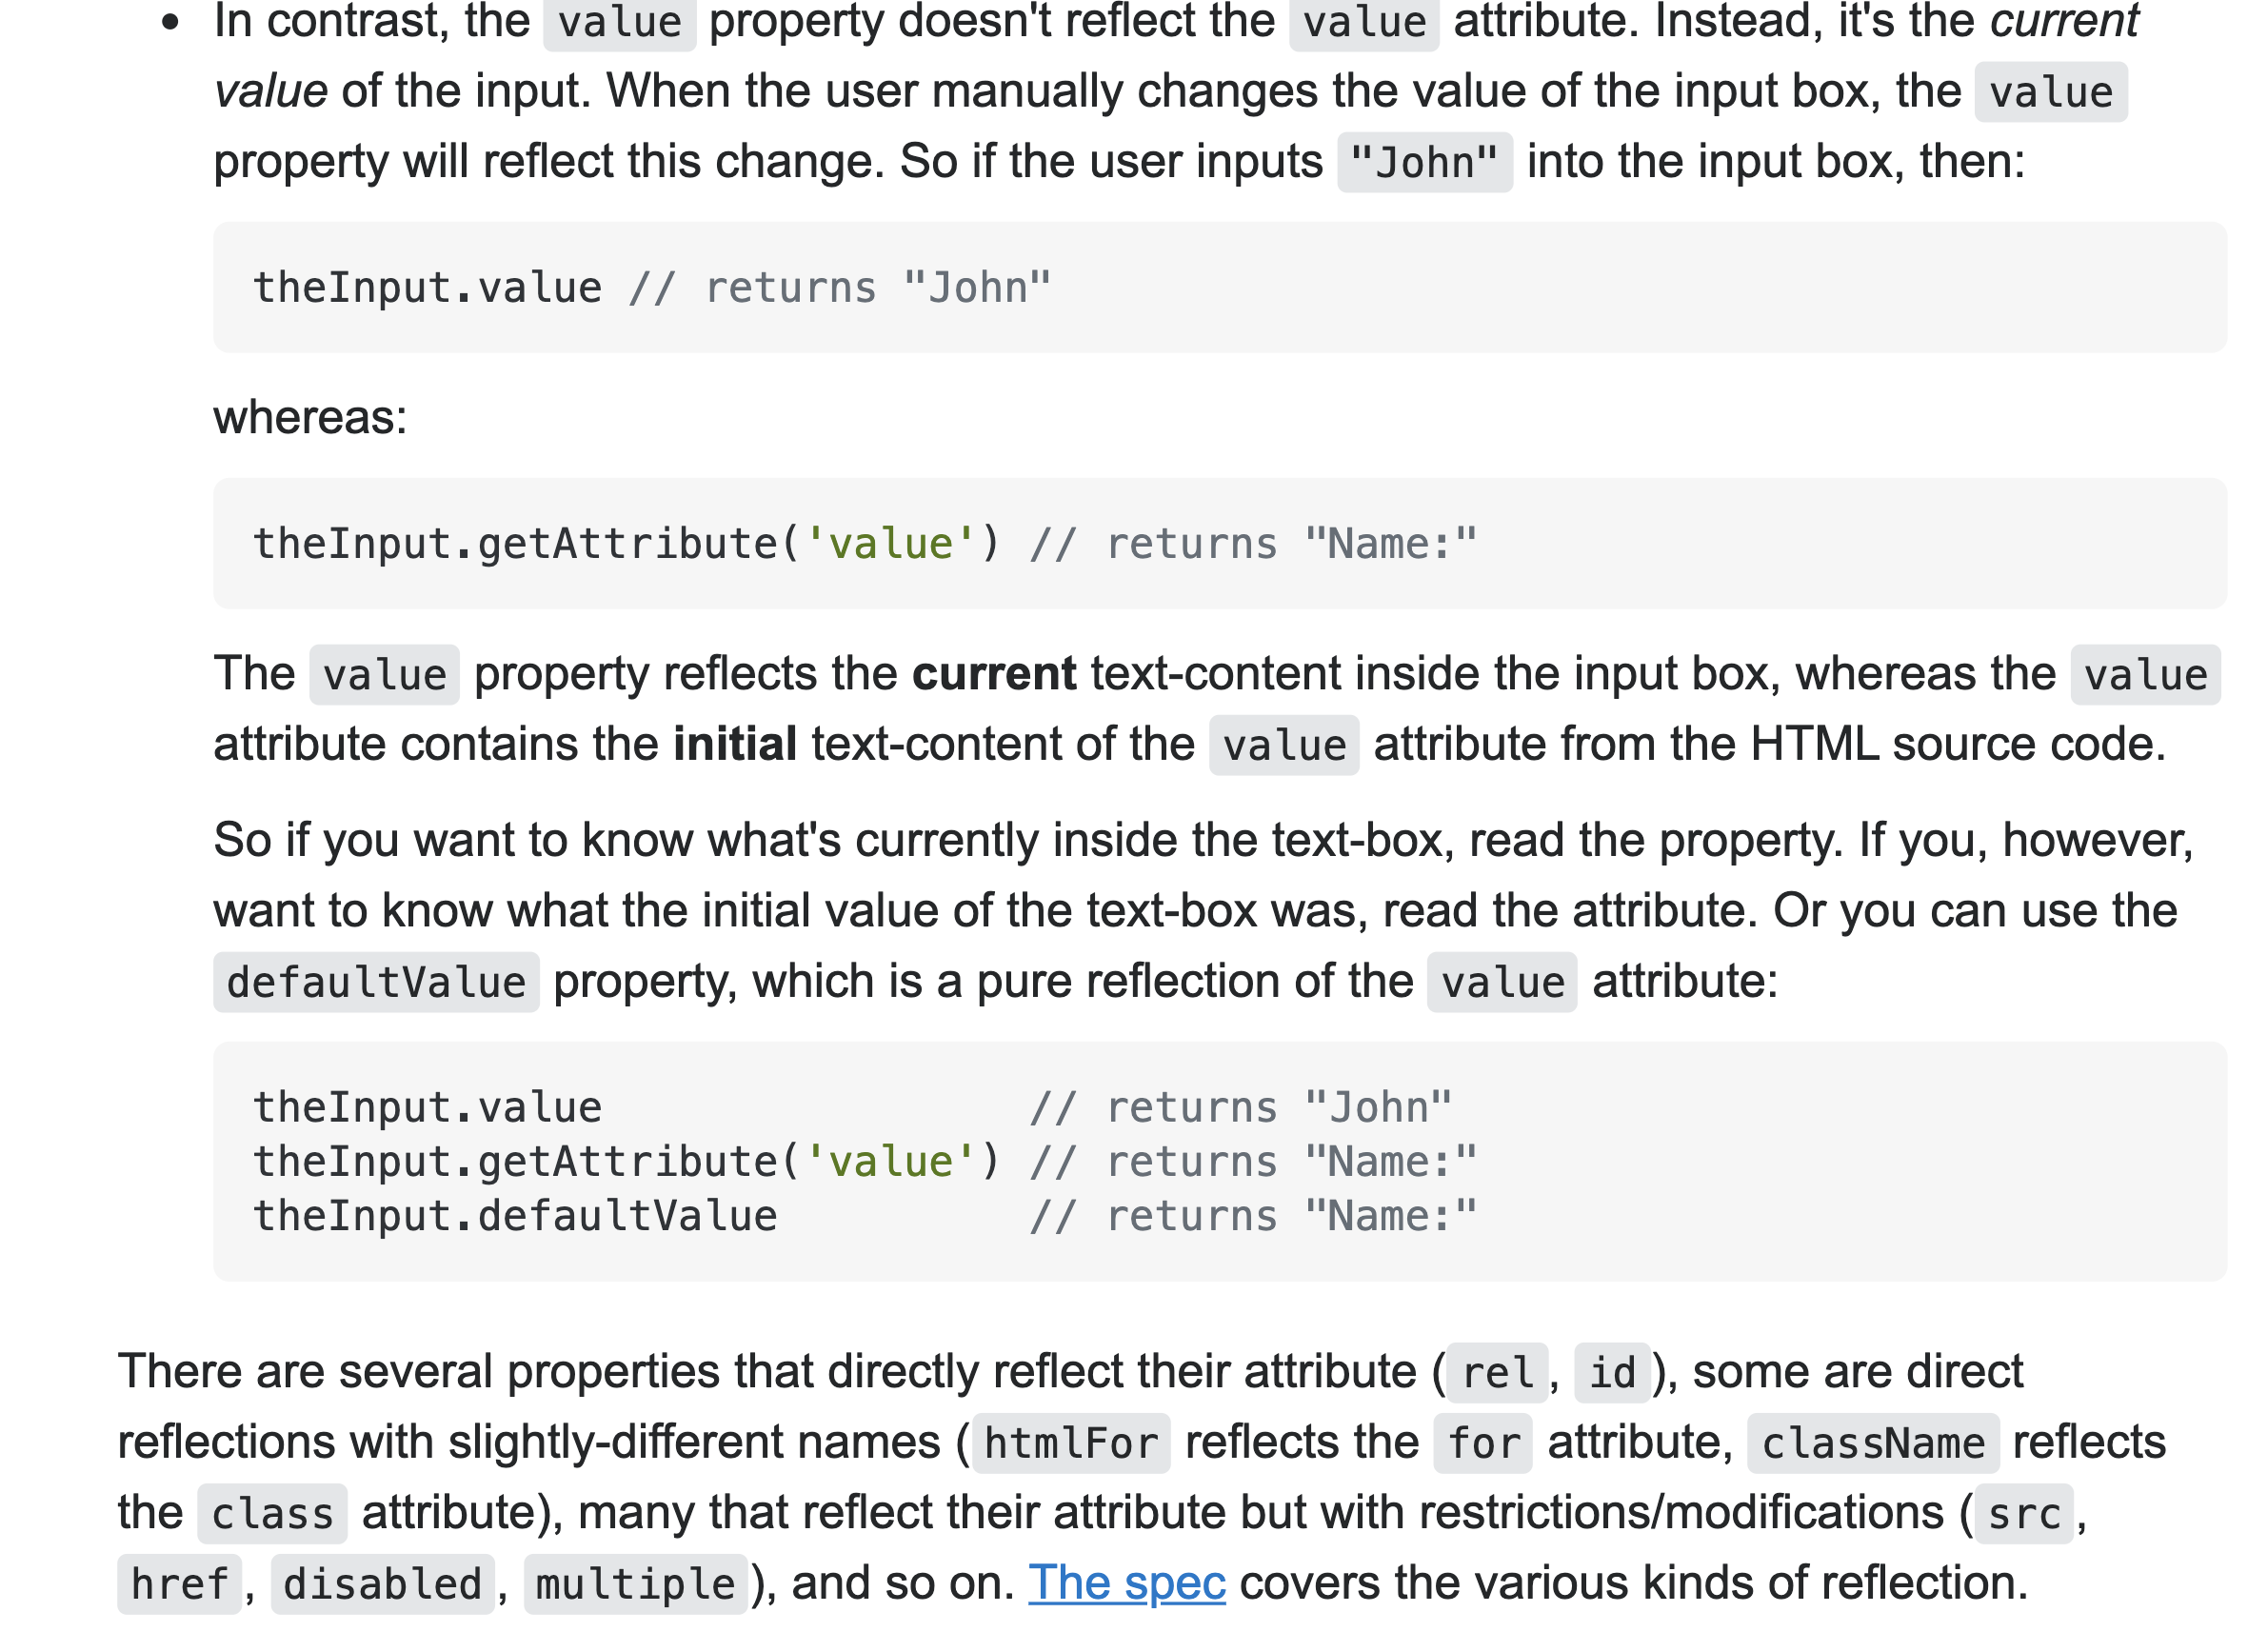 • In contrast, the value property doesn't reflect the value attribute. Instead, it's the current
value of the input. When the user manually changes the value of the input box, the value
property will reflect this change. So if the user inputs "John" into the input box, then:
theInput.value // returns "John"
whereas:
theInput.getAttribute('value') // returns "Name:"
The value property reflects the current text-content inside the input box, whereas the value
attribute contains the initial text-content of the value attribute from the HTML source code.
So if you want to know what's currently inside the text-box, read the property. If you, however,
want to know what the initial value of the text-box was, read the attribute. Or you can use the
defaultValue property, which is a pure reflection of the value attribute:
theInput.value                 // returns "John"
theInput.getAttribute('value') // returns "Name:"
theInput.defaultValue          // returns "Name:"
There are several properties that directly reflect their attribute (rel, id), some are direct
reflections with slightly-different names (htmlFor reflects the for attribute, className reflects
the class attribute), many that reflect their attribute but with restrictions/modifications (src,
href, disabled, multiple), and so on. The spec covers the various kinds of reflection.